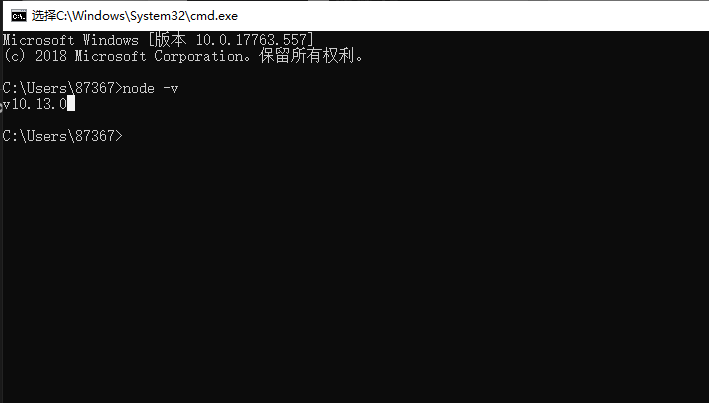 选择C:\Windows\System32\cmd.exe
Microsoft Windows [版本 10.0.17763.557]
(c) 2018 Microsoft Corporation。保留所有权利。
C:\Users\87367>node -v
v10.13.0
C:\Users\87367>